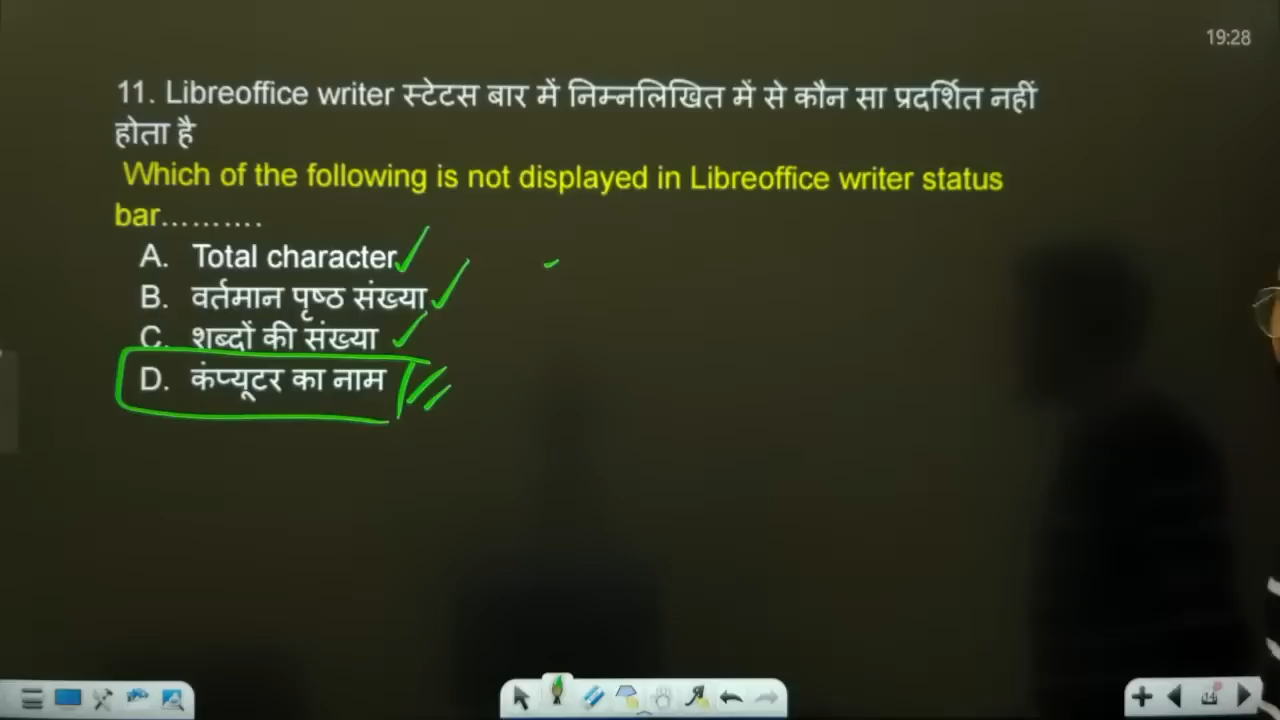 19:28
11. Libreoffice writer स्टेटस बार में निम्नलिखित में से कौन सा प्रदर्शित नहीं
होता है
Which of the following is not displayed in Libreoffice writer status
bar..........
A. Total character
B. वर्तमान पृष्ठ संख्या
C. शब्दों की संख्या
D. कंप्यूटर का नाम